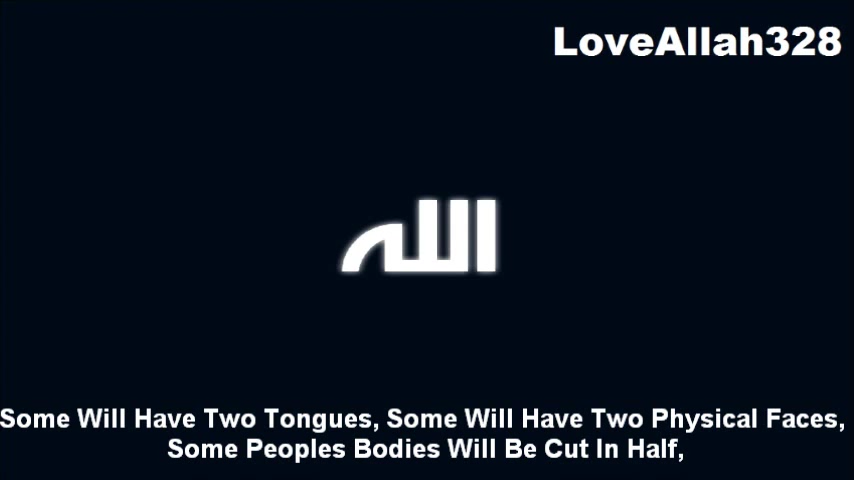 LoveAllah328
الله
Some Will Have Two Tongues, Some Will Have Two Physical Faces,
Some Peoples Bodies Will Be Cut In Half,